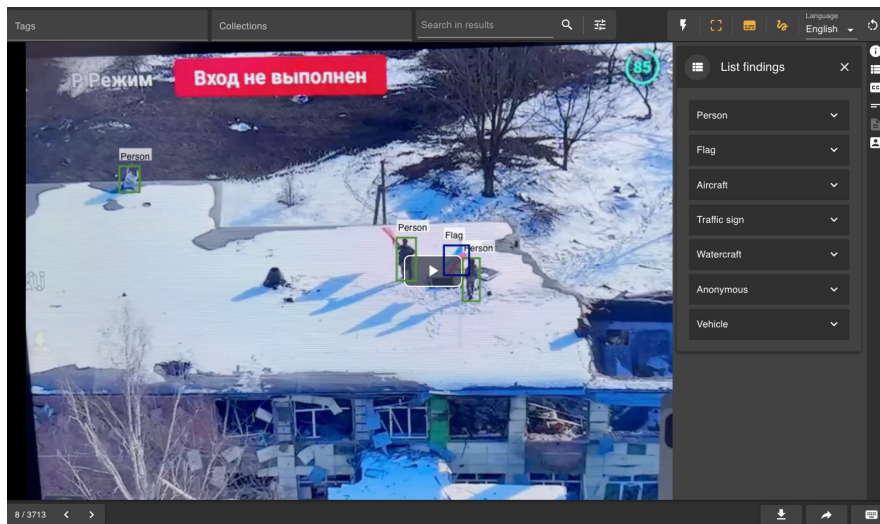 Tags
Collections
Search in results
Language
English
Р Режим
Вход не выполнен
85
Person
Person
Flag
Person
List findings
Person
Flag
Aircraft
Traffic sign
Watercraft
Anonymous
Vehicle
CC
8 / 3713